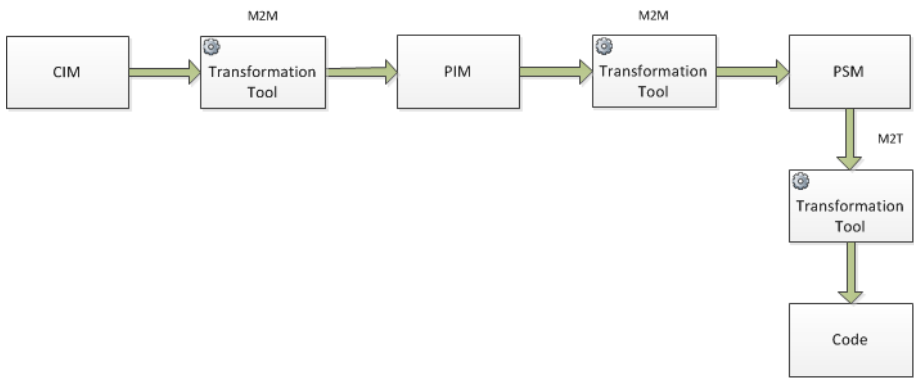 M2M
M2M
CIM
Transformation
Tool
PIM
Transformation
Tool
PSM
M2T
Transformation
Tool
Code